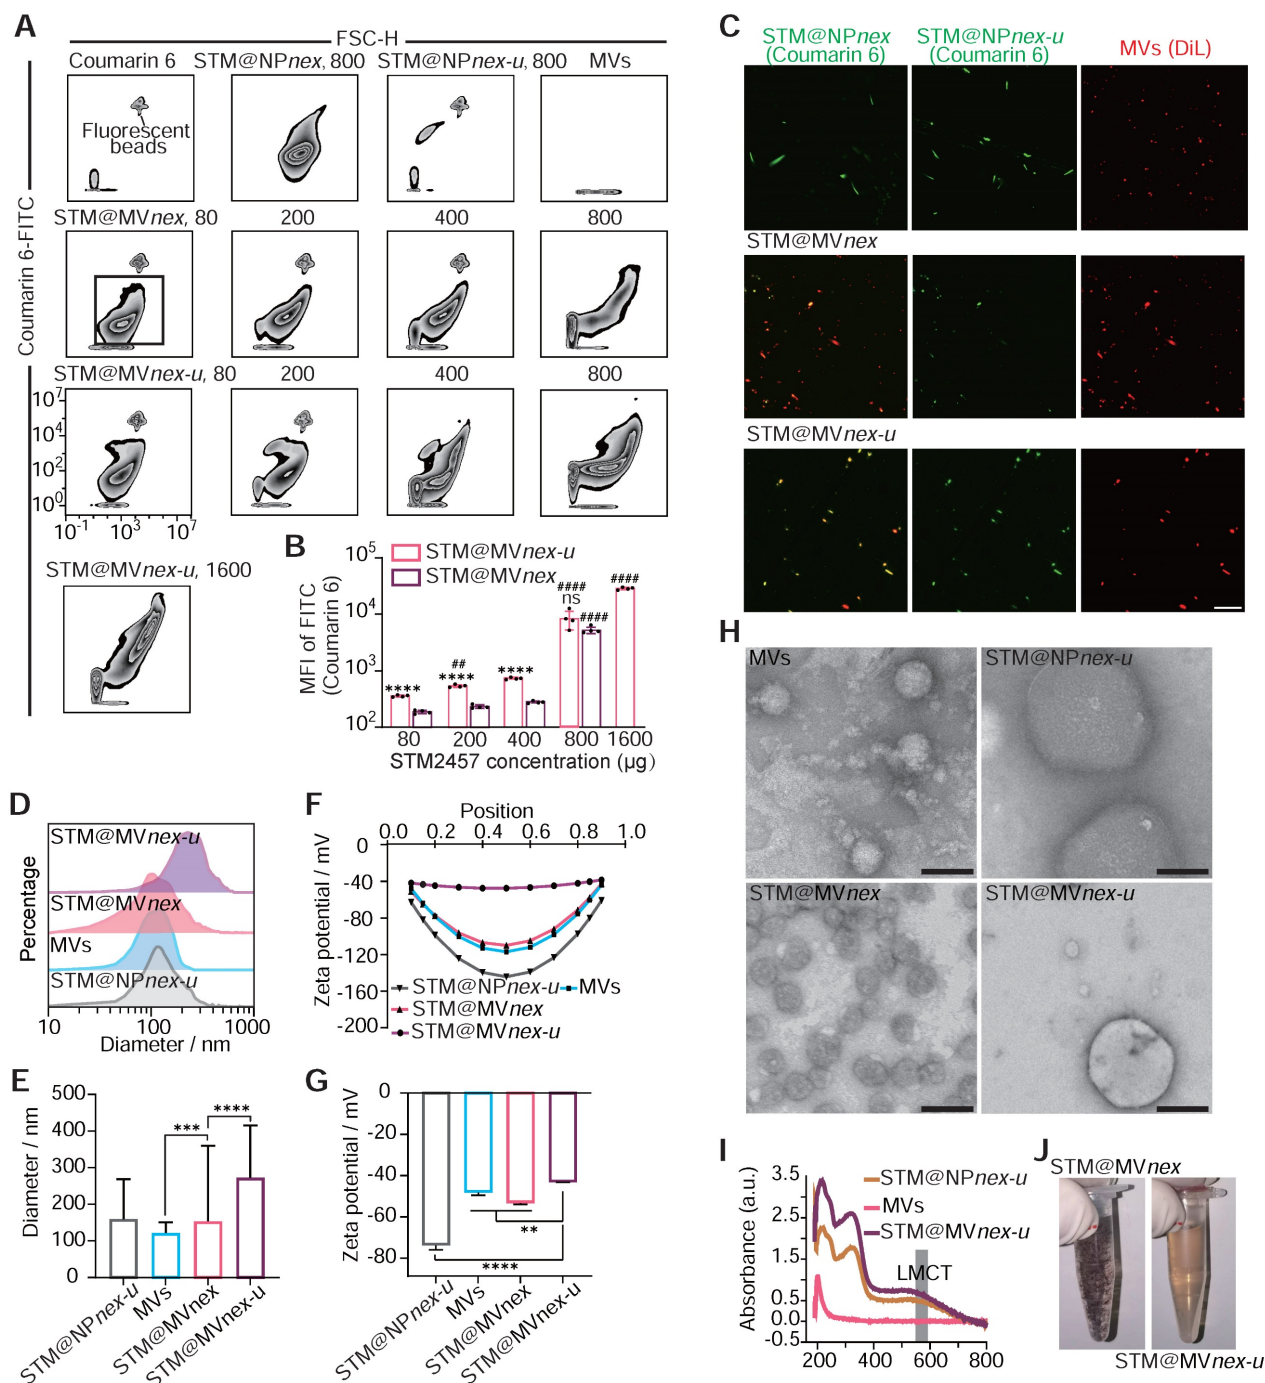 A
FSC-H
Coumarin 6
STM@NPnex, 800
STM@NPnex-u, 800
MVs
Fluorescent
beads
Coumarin 6-FITC
STM@MVnex, 80
200
400
800
STM@MVnex-u, 80
200
400
800
10^7
10^4
10^2
10^0
10^-1
10^3
10^7
STM@MVnex-u, 1600
B
STM@MVnex-u
STM@MVnex
MFI of FITC
(Coumarin 6)
10^5
10^4
10^3
10^2
****
##
****
****
####
ns
####
####
80
200
400
800
1600
STM2457 concentration (µg)
C
STM@NPnex
(Coumarin 6)
STM@NPnex-u
(Coumarin 6)
MVs (DiL)
STM@MVnex
STM@MVnex-u
D
STM@MVnex-u
STM@MVnex
MVs
STM@NPnex-u
Percentage
10
100
1000
Diameter / nm
E
Diameter / nm
500
400
300
200
100
0
***
****
STM@NPnex-u
MVs
STM@MVnex
STM@MVnex-u
F
Position
0.0
0.2
0.4
0.6
0.8
1.0
Zeta potential / mV
0
-40
-80
-120
-160
-200
STM@NPnex-u
MVs
STM@MVnex
STM@MVnex-u
G
Zeta potential / mV
0
-20
-40
-60
-80
**
****
STM@NPnex-u
MVs
STM@MVnex
STM@MVnex-u
H
MVs
STM@NPnex-u
STM@MVnex
STM@MVnex-u
I
Absorbance (a.u.)
3.5
2.5
1.5
0.5
0.0
-0.5
STM@NPnex-u
MVs
STM@MVnex-u
LMCT
200
400
600
800
J
STM@MVnex
STM@MVnex-u